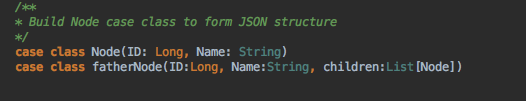 /**
* Build Node case class to form JSON structure
*/
case class Node(ID: Long, Name: String)
case class fatherNode(ID:Long, Name:String, children:List[Node])